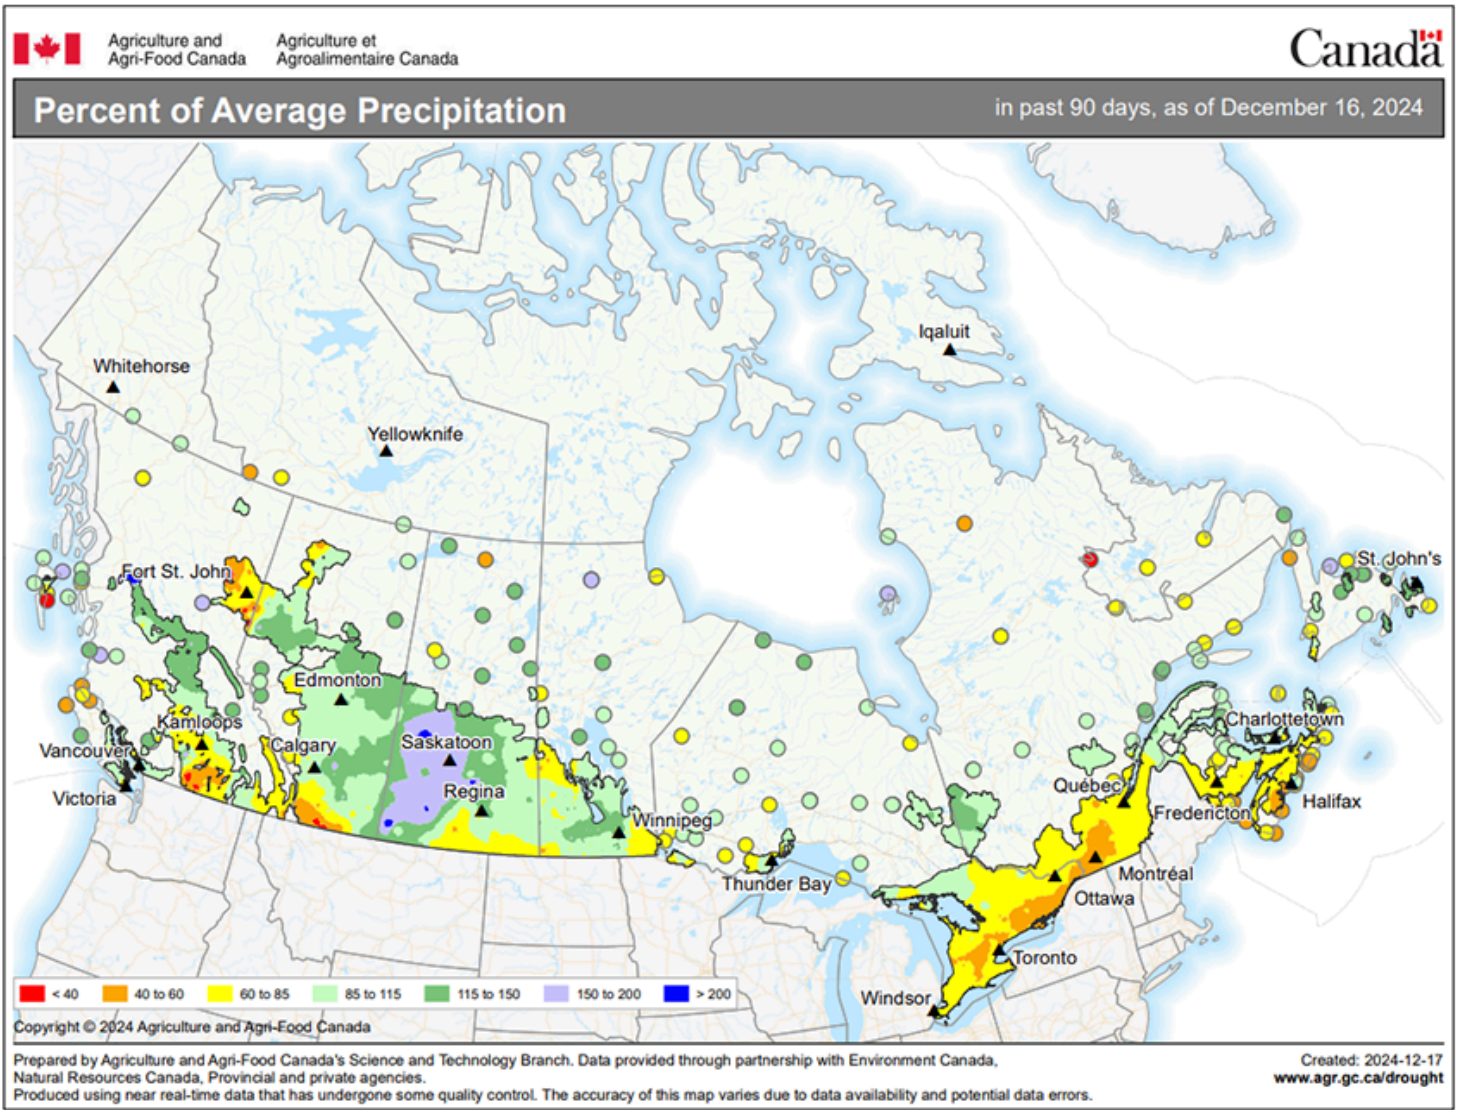 Agriculture and Agriculture et
Agri-Food Canada Agroalimentaire Canada
Canada
Percent of Average Precipitation
in past 90 days, as of December 16, 2024
Iqaluit
Whitehorse
Yellowknife
St. John's
Fort St. John
Edmonton
Kamloops
Charlottetown
Vancouver
Calgary
Saskatoon
Victoria
Regina
Québec
Fredericton
Halifax
Winnipeg
Thunder Bay
Montréal
Ottawa
Toronto
Windsor
< 40 40 to 60 60 to 85 85 to 115 115 to 150 150 to 200 > 200
Copyright © 2024 Agriculture and Agri-Food Canada
Prepared by Agriculture and Agri-Food Canada's Science and Technology Branch. Data provided through partnership with Environment Canada,
Natural Resources Canada, Provincial and private agencies.
Produced using near real-time data that has undergone some quality control. The accuracy of this map varies due to data availability and potential data errors.
Created: 2024-12-17
www.agr.gc.ca/drought